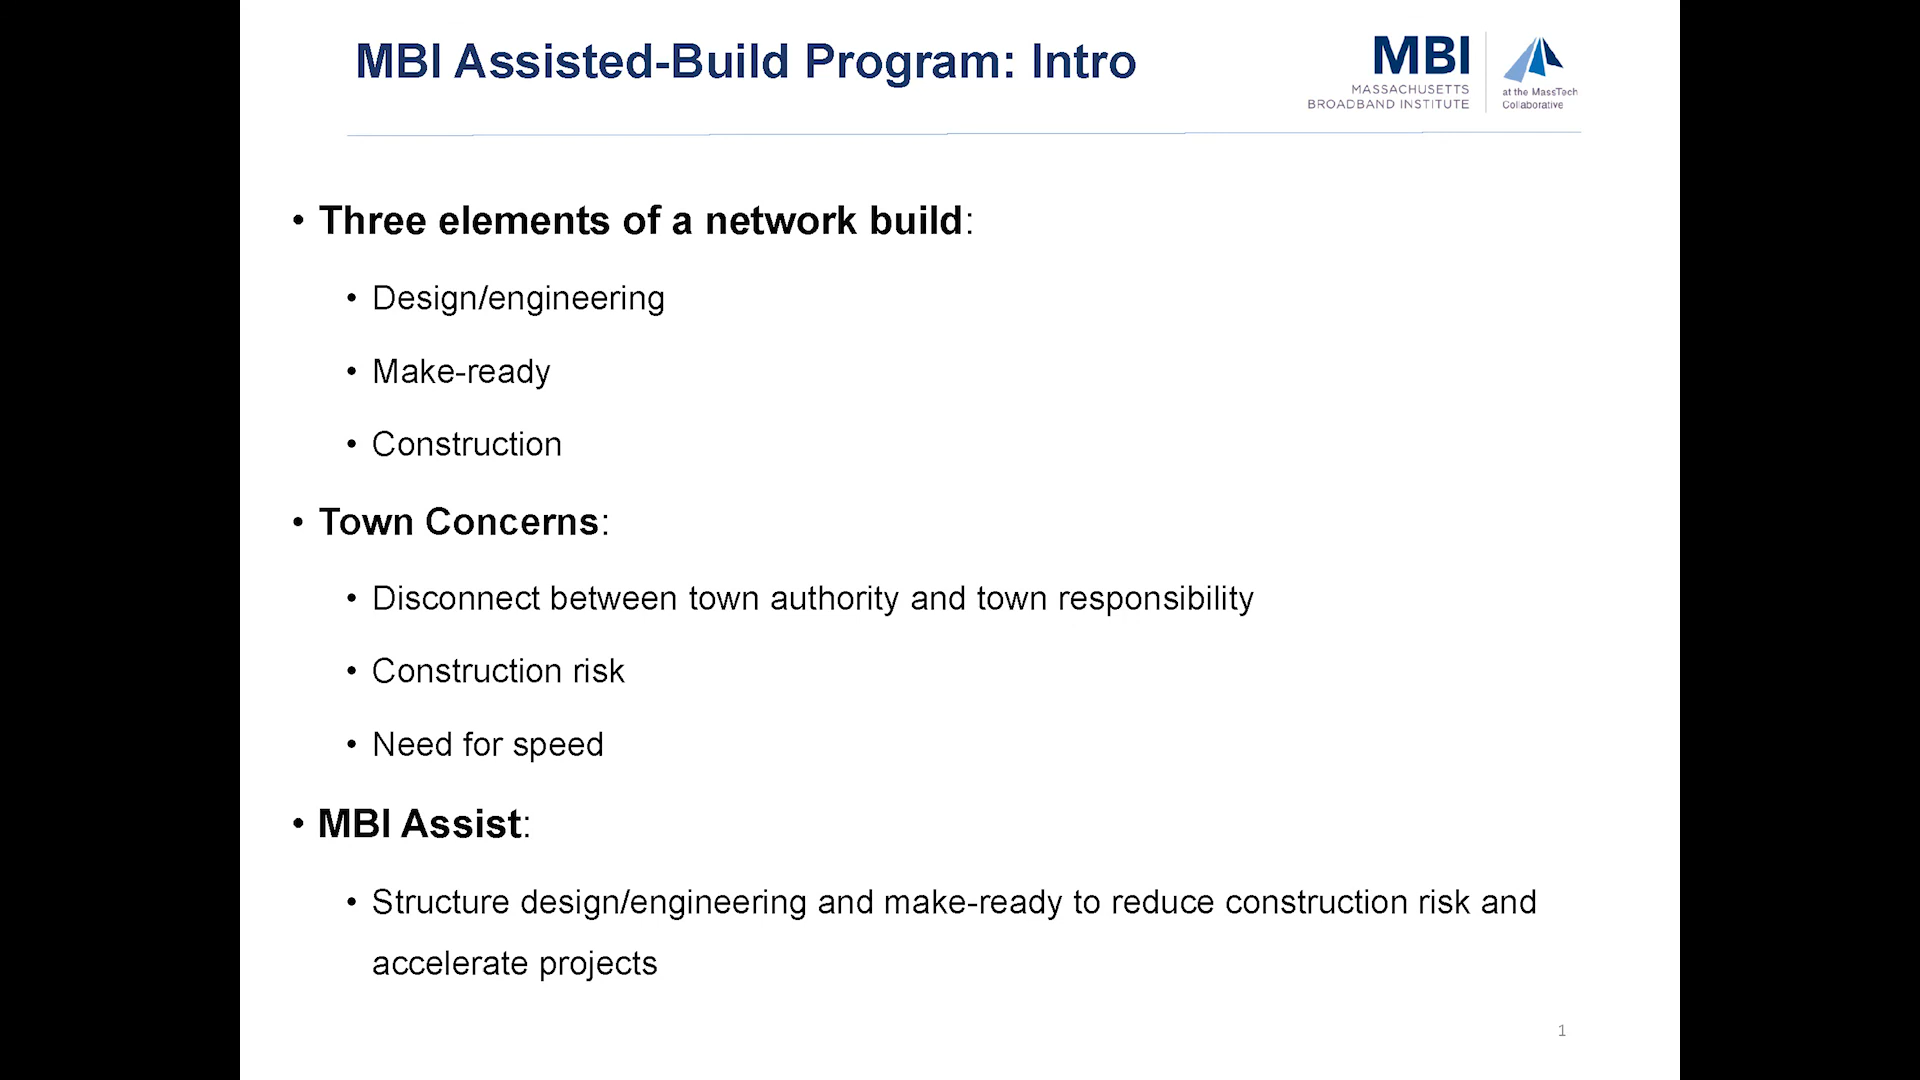 MBI Assisted-Build Program: Intro
MBI
MASSACHUSETTS
BROADBAND INSTITUTE
at the MassTech
Collaborative
• Three elements of a network build:
• Design/engineering
• Make-ready
• Construction
• Town Concerns:
• Disconnect between town authority and town responsibility
• Construction risk
• Need for speed
• MBI Assist:
• Structure design/engineering and make-ready to reduce construction risk and
accelerate projects
1